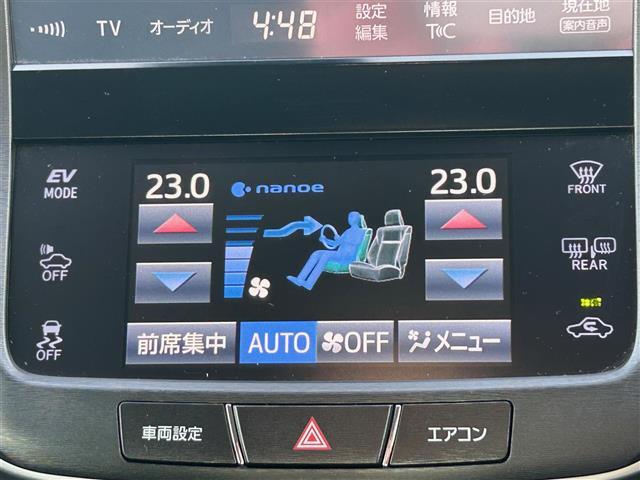 TV オーディオ 4:48 設定 編集 情報 TC 目的地 現在地 案内音声
EV MODE 23.0 nanoe 23.0 FRONT
OFF REAR
OFF 前席集中 AUTO OFF メニュー
車両設定 エアコン